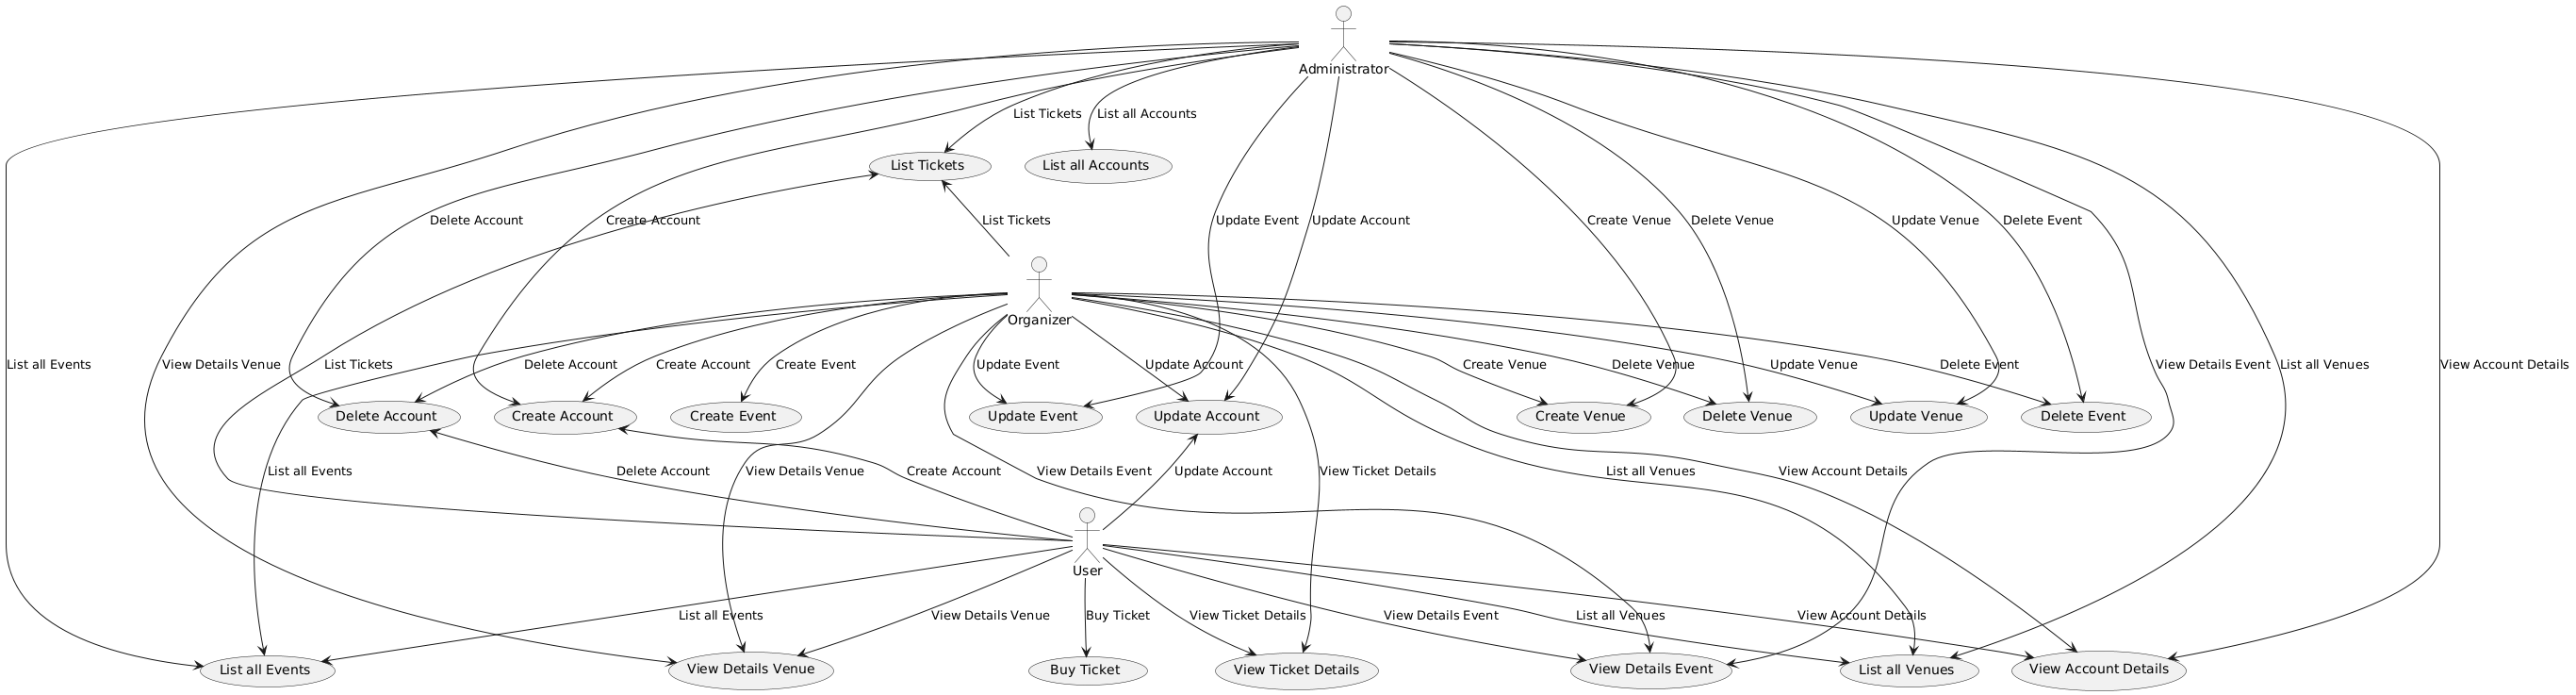 Administrator
List Tickets
List all Accounts
List Tickets
List all Accounts
Delete Account
Create Account
List Tickets
Update Event
Update Account
Create Venue
Delete Venue
Update Venue
Delete Event
Organizer
List all Events
View Details Venue
List Tickets
Delete Account
Create Account
Create Event
Update Event
Update Account
Create Venue
Delete Venue
Update Venue
Delete Event
View Details Event
List all Venues
View Account Details
Delete Account
Create Account
Create Event
Update Event
Update Account
Create Venue
Delete Venue
Update Venue
Delete Event
List all Events
Delete Account
View Details Venue
Create Account
View Details Event
Update Account
View Ticket Details
List all Venues
View Account Details
User
List all Events
View Details Venue
Buy Ticket
View Ticket Details
View Details Event
List all Venues
View Account Details
List all Events
View Details Venue
Buy Ticket
View Ticket Details
View Details Event
List all Venues
View Account Details